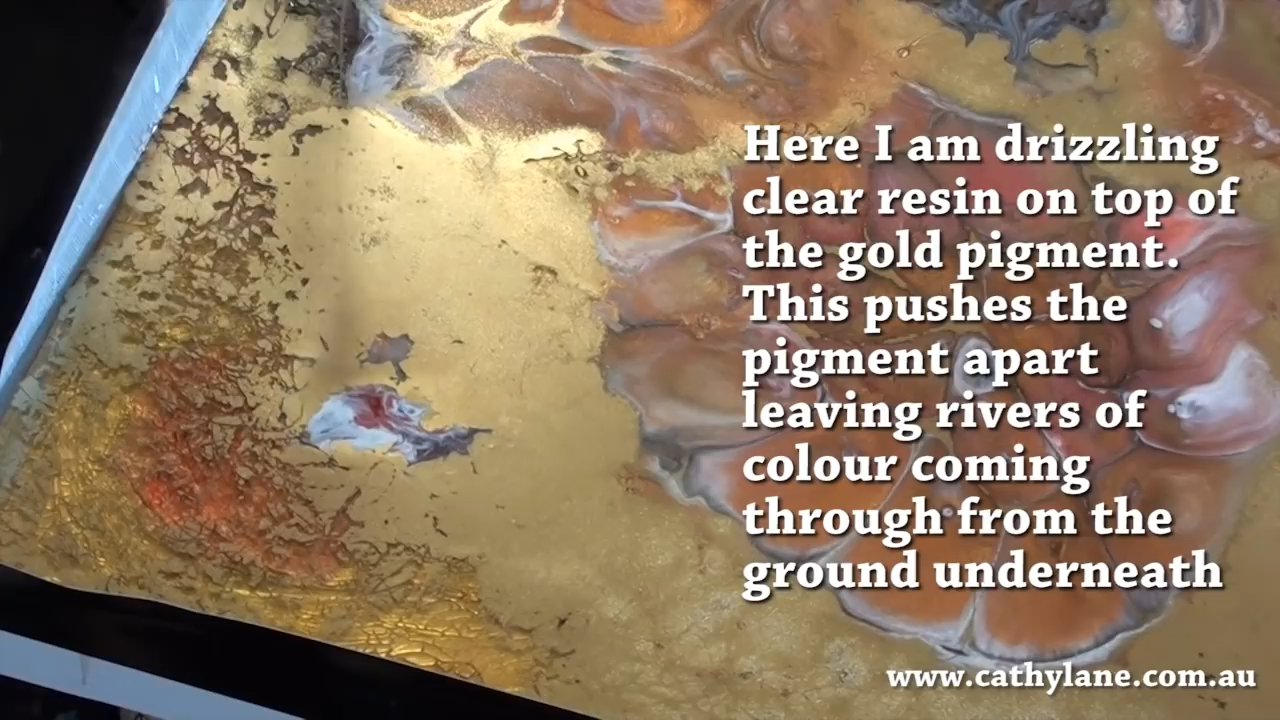 Here I am drizzling
clear resin on top of
the gold pigment.
This pushes the
pigment apart
leaving rivers of
colour coming
through from the
ground underneath
www.cathylane.com.au